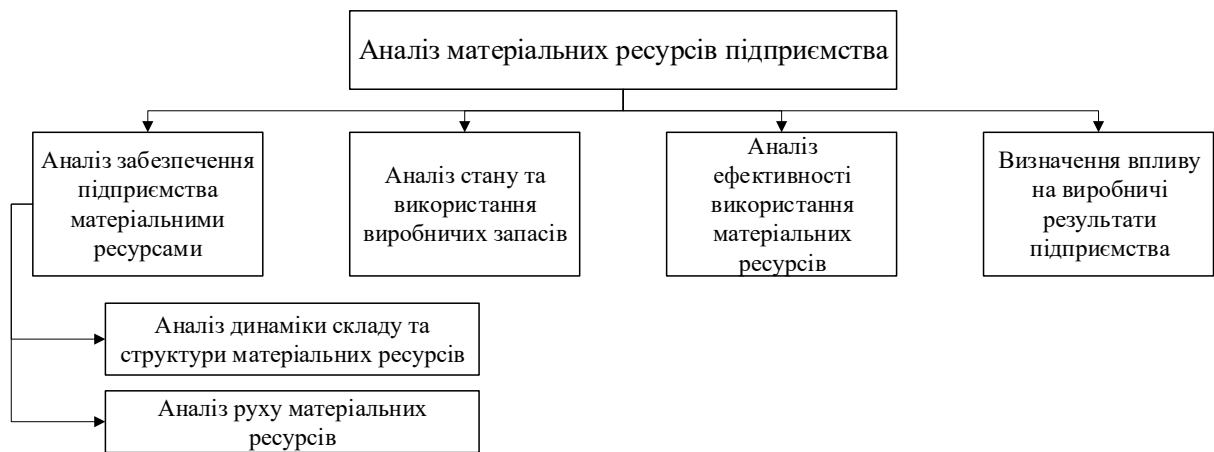 Аналіз матеріальних ресурсів підприємства
Аналіз забезпечення
підприємства
матеріальними
ресурсами
Аналіз стану та
використання
виробничих запасів
Аналіз
ефективності
використання
матеріальних
ресурсів
Визначення впливу
на виробничі
результати
підприємства
Аналіз динаміки складу та
структури матеріальних ресурсів
Аналіз руху матеріальних
ресурсів